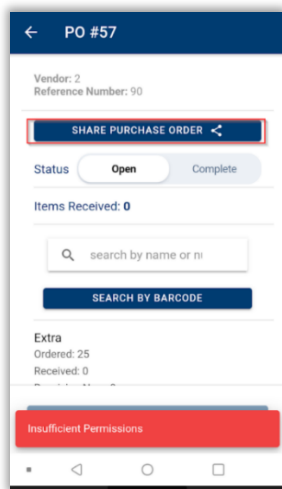 PO #57
Vendor: 2
Reference Number: 90
SHARE PURCHASE ORDER
Status Open Complete
Items Received: 0
search by name or nu
SEARCH BY BARCODE
Extra
Ordered: 25
Received: 0
Insufficient Permissions